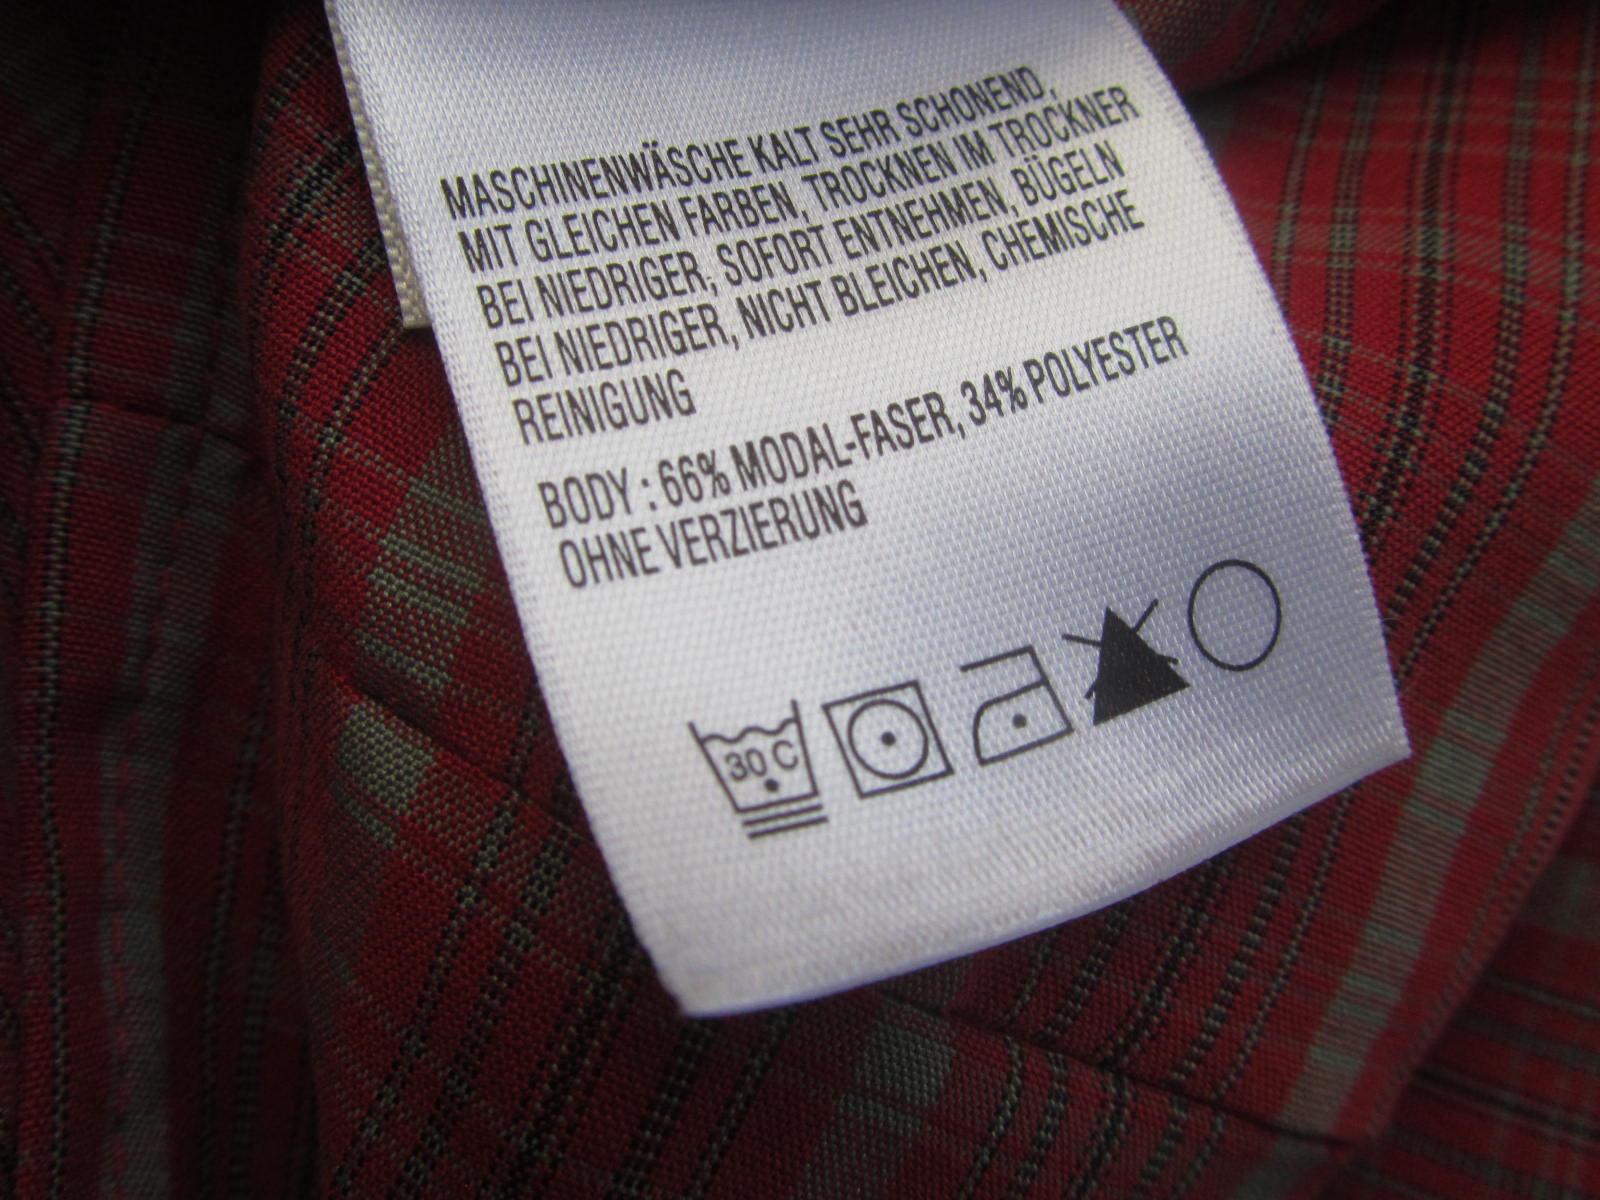 MASCHINENWÄSCHE KALT SEHR SCHONEND,
MIT GLEICHEN FARBEN, TROCKNEN IM TROCKNER
BEI NIEDRIGER, SOFORT ENTNEHMEN, BÜGELN
BEI NIEDRIGER, NICHT BLEICHEN, CHEMISCHE
REINIGUNG
BODY : 66% MODAL-FASER, 34% POLYESTER
OHNE VERZIERUNG
30 C